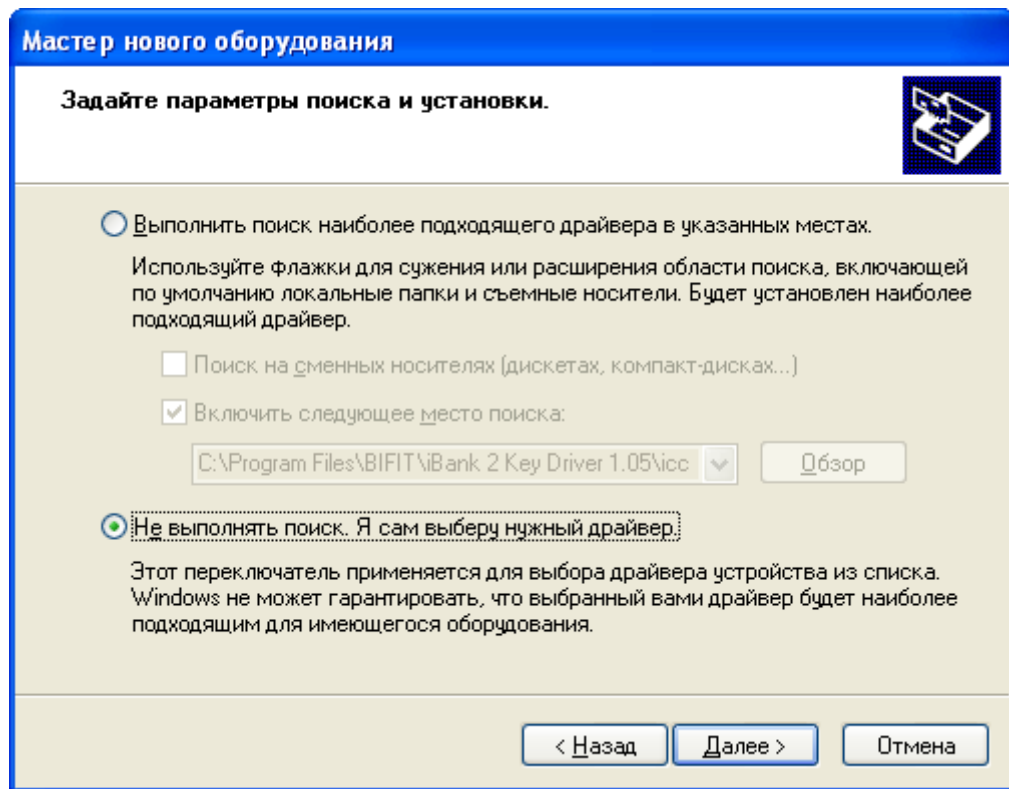 Мастер нового оборудования
Задайте параметры поиска и установки.
Выполнить поиск наиболее подходящего драйвера в указанных местах.
Используйте флажки для сужения или расширения области поиска, включающей
по умолчанию локальные папки и съемные носители. Будет установлен наиболее
подходящий драйвер.
Поиск на сменных носителях (дискетах, компакт-дисках...)
Включить следующее место поиска:
C:\Program Files\BIFIT\iBank 2 Key Driver 1.05\icc
Обзор
Не выполнять поиск. Я сам выберу нужный драйвер.
Этот переключатель применяется для выбора драйвера устройства из списка.
Windows не может гарантировать, что выбранный вами драйвер будет наиболее
подходящим для имеющегося оборудования.
< Назад Далее > Отмена